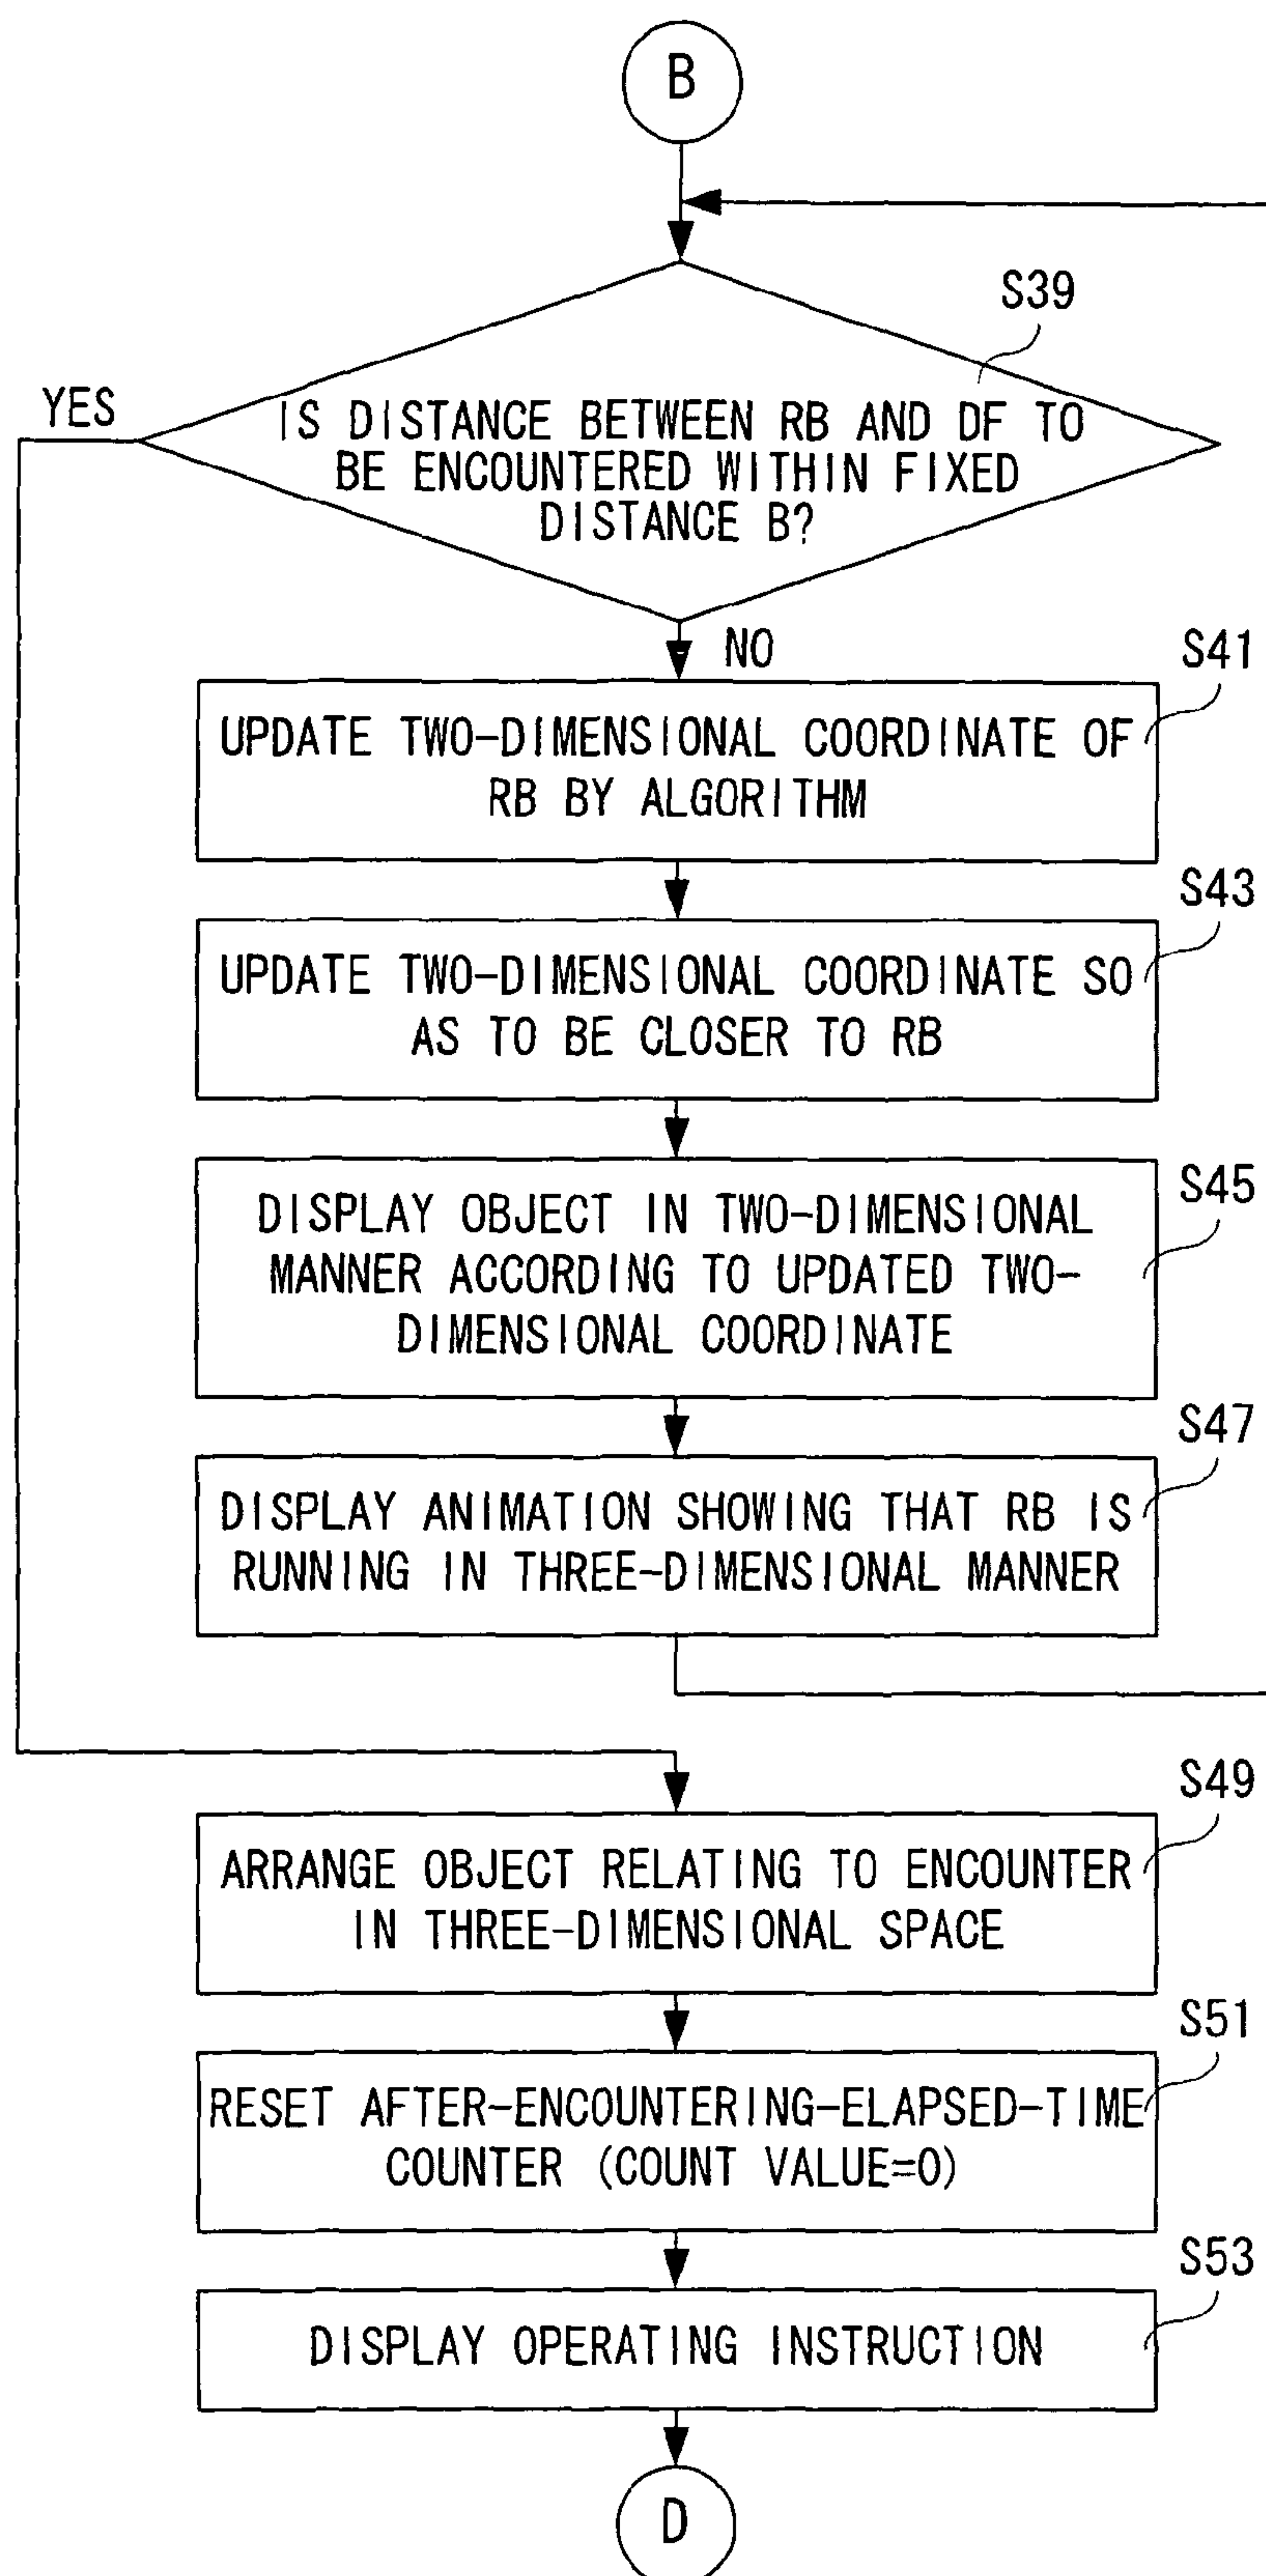 B
S39
YES
IS DISTANCE BETWEEN RB AND DF TO
BE ENCOUNTERED WITHIN FIXED
DISTANCE B?
NO
S41
UPDATE TWO-DIMENSIONAL COORDINATE OF
RB BY ALGORITHM
S43
UPDATE TWO-DIMENSIONAL COORDINATE SO
AS TO BE CLOSER TO RB
S45
DISPLAY OBJECT IN TWO-DIMENSIONAL
MANNER ACCORDING TO UPDATED TWO-
DIMENSIONAL COORDINATE
S47
DISPLAY ANIMATION SHOWING THAT RB IS
RUNNING IN THREE-DIMENSIONAL MANNER
S49
ARRANGE OBJECT RELATING TO ENCOUNTER
IN THREE-DIMENSIONAL SPACE
S51
RESET AFTER-ENCOUNTERING-ELAPSED-TIME
COUNTER (COUNT VALUE=0)
S53
DISPLAY OPERATING INSTRUCTION
D